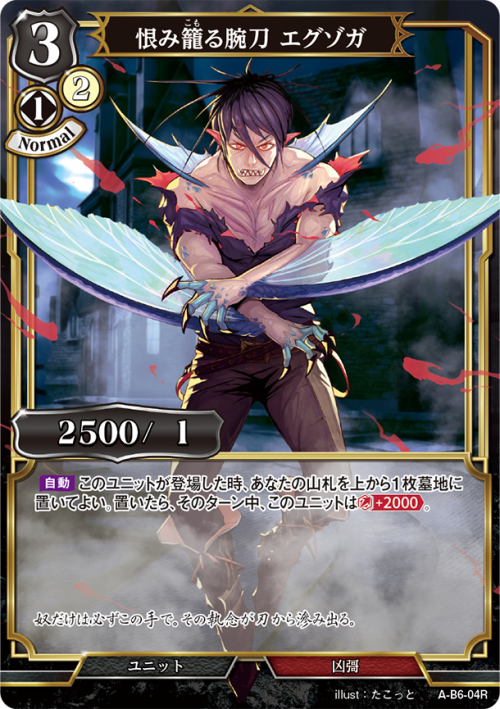 3
恨み籠る腕刀 エグゾガ
こも
1
2
Normal
2500/ 1
自動 このユニットが登場した時、あなたの山札を上から1枚墓地に
置いてよい。置いたら、そのターン中、このユニットは+2000。
奴だけは必ずこの手で。その執念が刃から滲み出る。
ユニット
凶彌
illust：たこっと
A-B6-04R